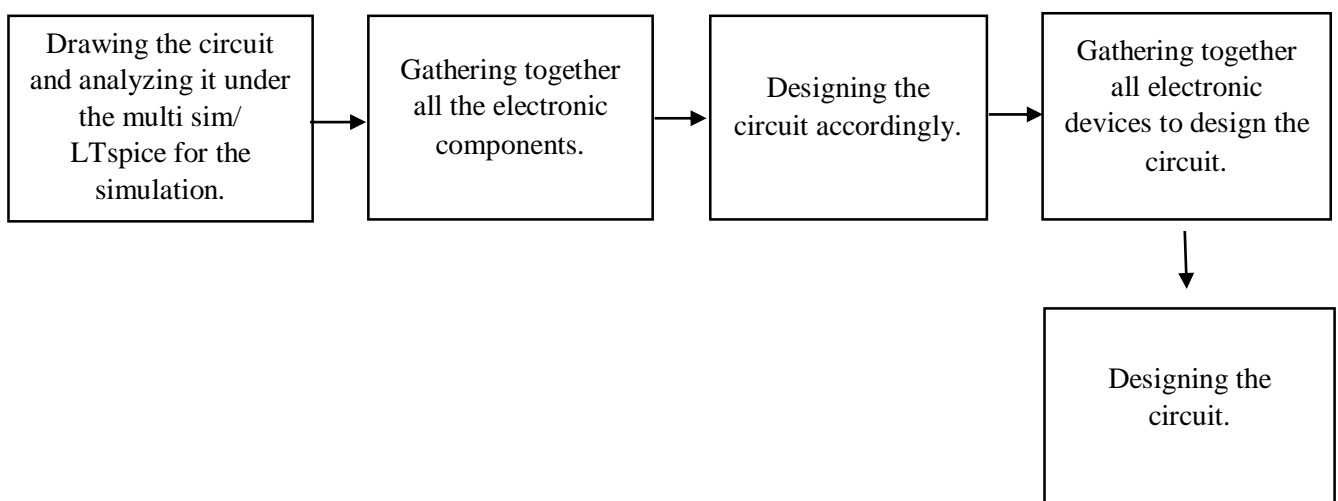 Drawing the circuit
and analyzing it under
the multi sim/
LTspice for the
simulation.
Gathering together
all the electronic
components.
Designing the
circuit accordingly.
Gathering together
all electronic
devices to design the
circuit.
Designing the
circuit.